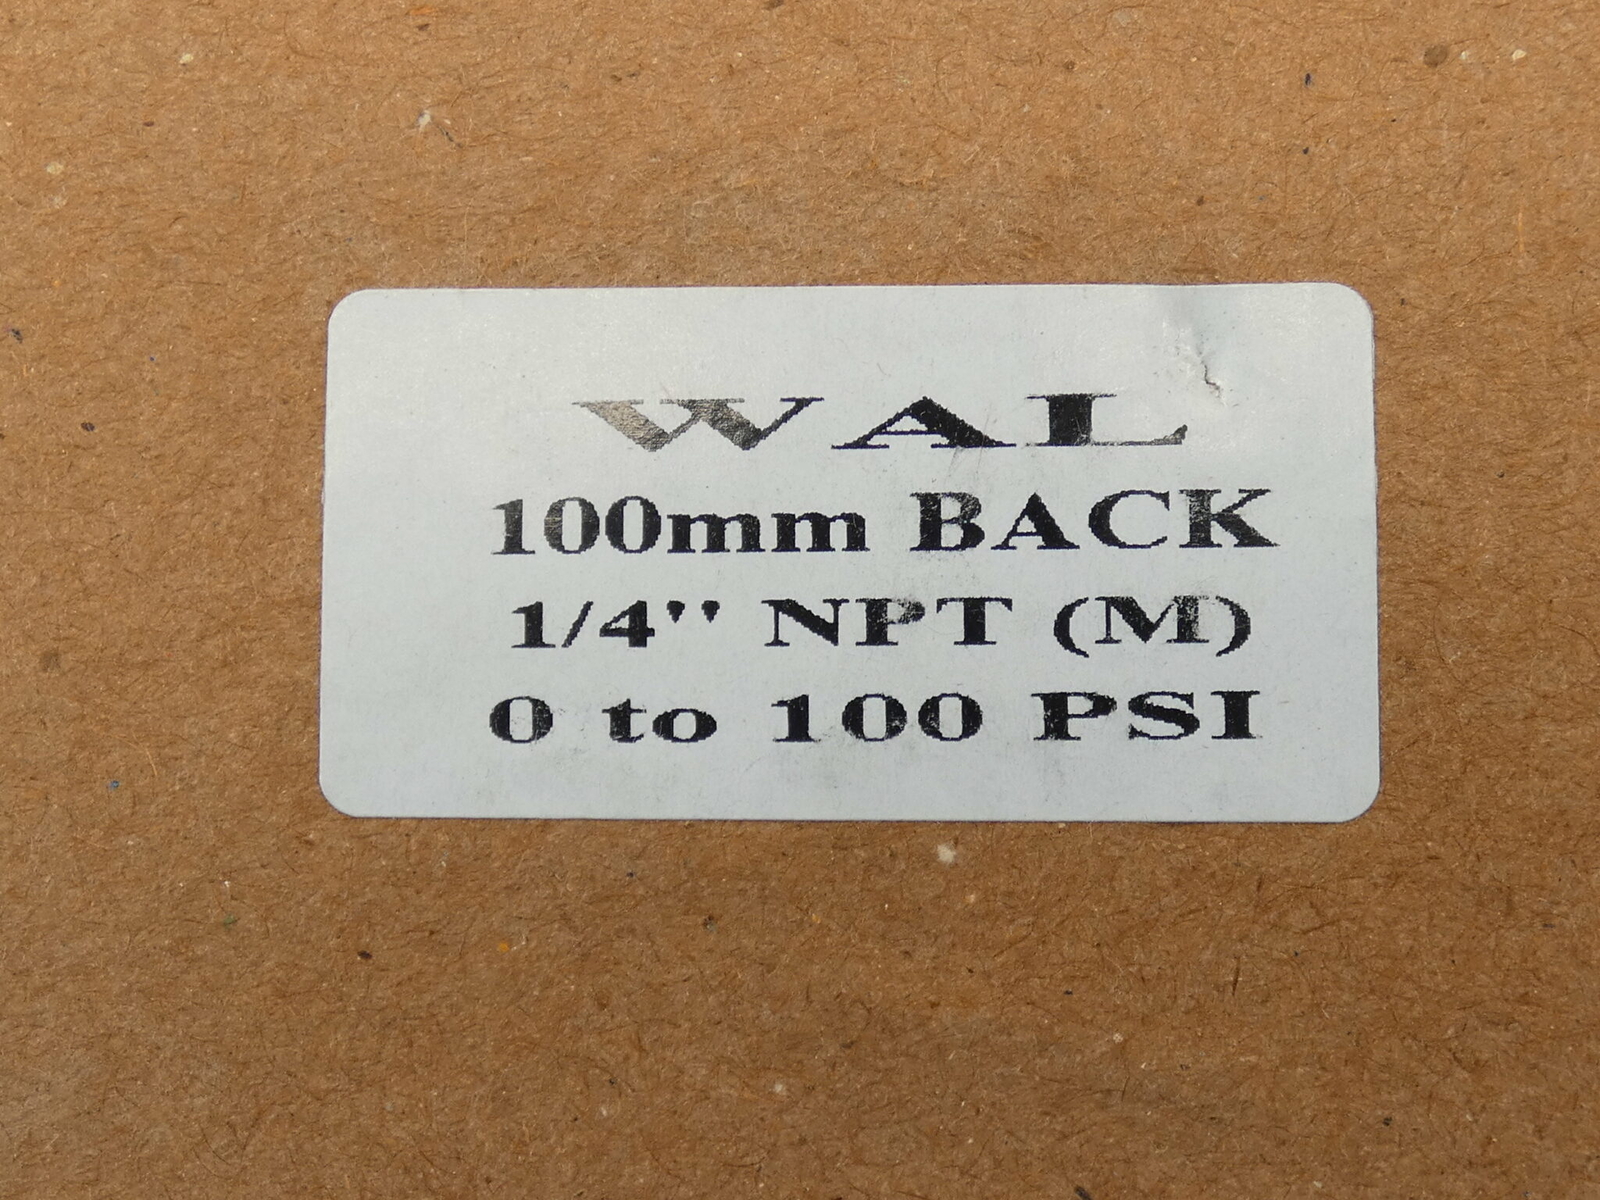 WAL
100mm BACK
1/4" NPT (M)
0 to 100 PSI